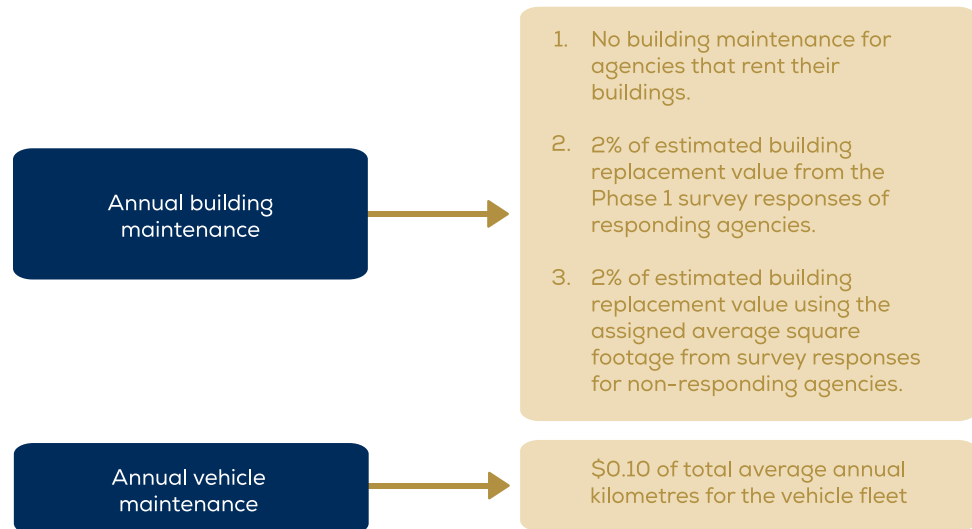 Annual building
maintenance
1. No building maintenance for
agencies that rent their
buildings.
2. 2% of estimated building
replacement value from the
Phase 1 survey responses of
responding agencies.
3. 2% of estimated building
replacement value using the
assigned average square
footage from survey responses
for non-responding agencies.
Annual vehicle
maintenance
$0.10 of total average annual
kilometres for the vehicle fleet